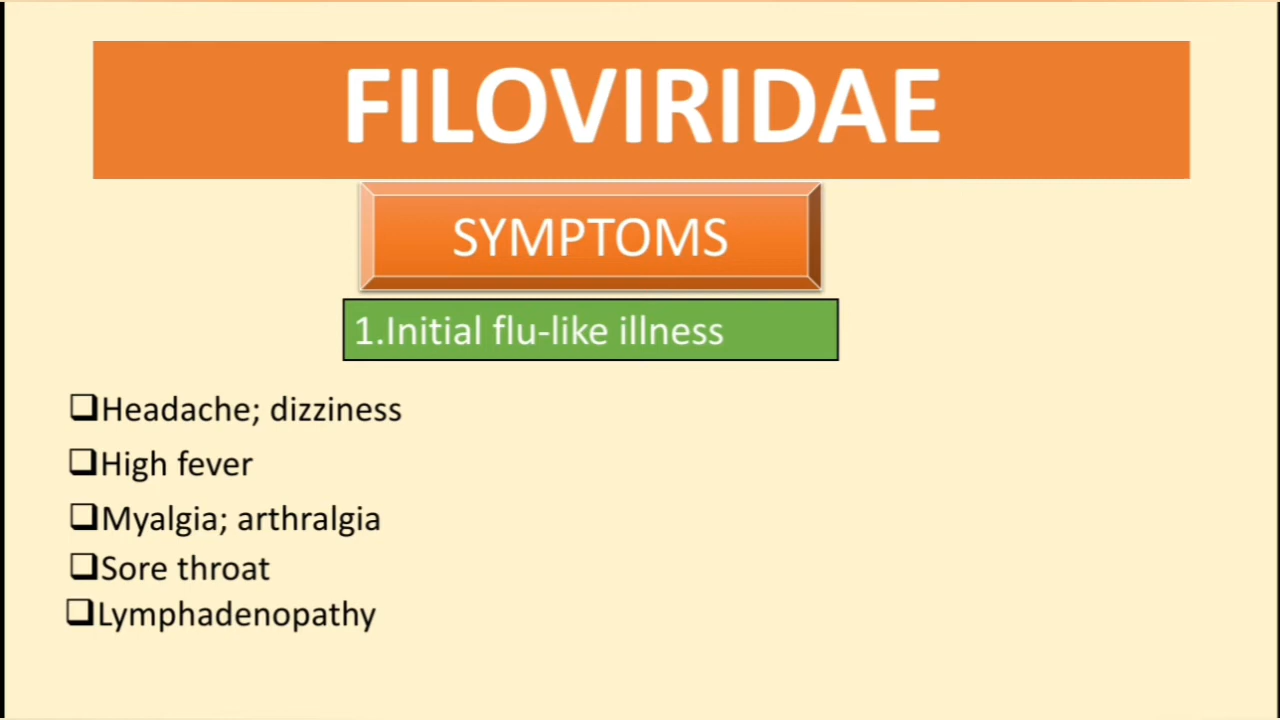 FILOVIRIDAE
SYMPTOMS
1.Initial flu-like illness
❑Headache; dizziness
❑High fever
❑Myalgia; arthralgia
❑Sore throat
❑Lymphadenopathy